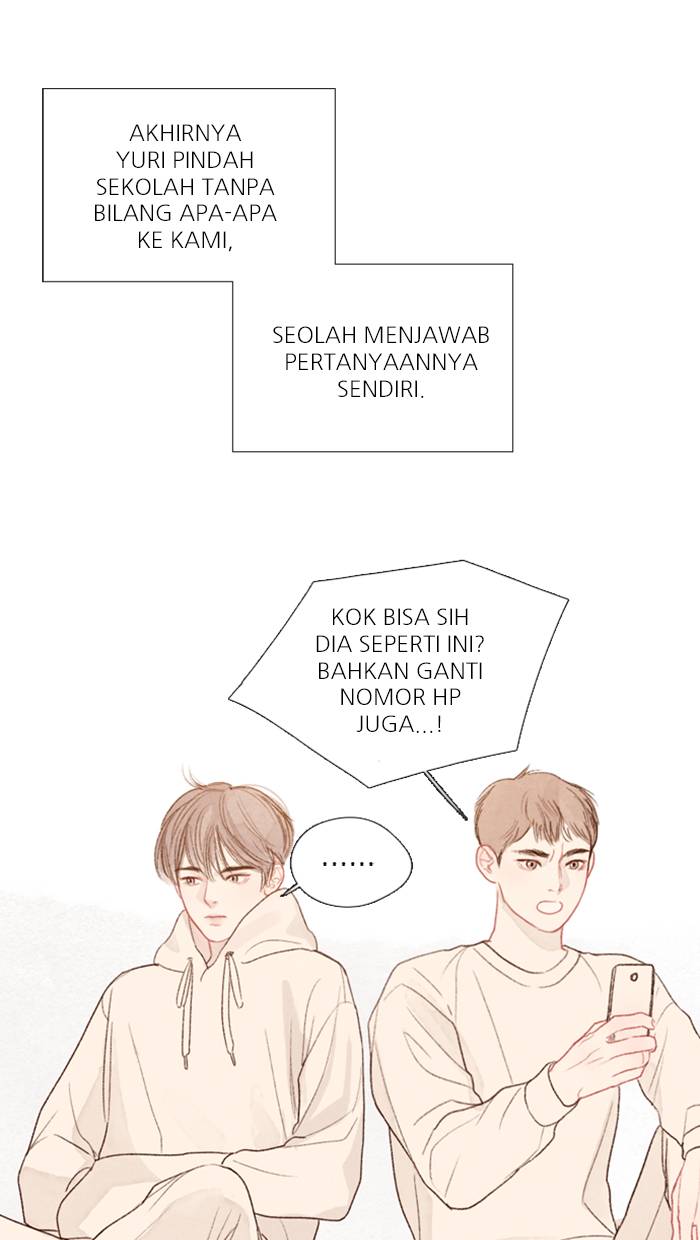 AKHIRNYA
YURI PINDAH
SEKOLAH TANPA
BILANG APA-APA
KE KAMI,
SEOLAH MENJAWAB
PERTANYAANNYA
SENDIRI.
KOK BISA SIH
DIA SEPERTI INI?
BAHKAN GANTI
NOMOR HP
JUGA...!
......